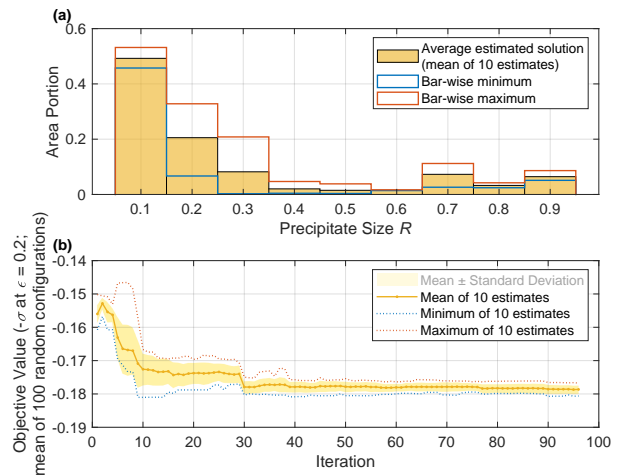 (a)
0.6
0.4
0.2
0
Area Portion
Average estimated solution
(mean of 10 estimates)
Bar-wise minimum
Bar-wise maximum
0.1 0.2 0.3 0.4 0.5 0.6 0.7 0.8 0.9
Precipitate Size R
(b)
-0.14
-0.15
-0.16
-0.17
-0.18
-0.19
Objective Value (-σ at ϵ = 0.2;
mean of 100 random configurations)
Mean ± Standard Deviation
Mean of 10 estimates
Minimum of 10 estimates
Maximum of 10 estimates
0 10 20 30 40 50 60 70 80 90 100
Iteration